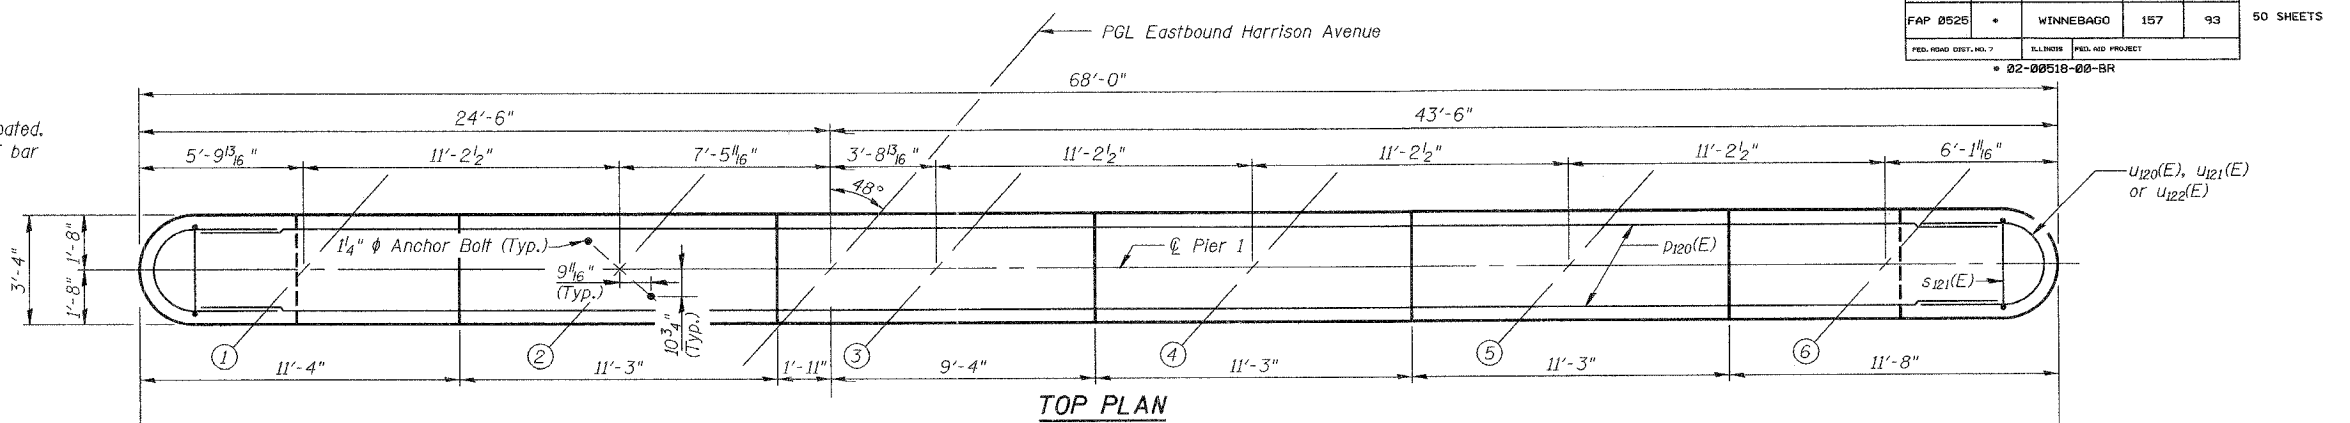 FAP 0525 * WINNEBAGO 157 93 50 SHEETS
FED. ROAD DIST. NO. 7 ILLINOIS FED. AID PROJECT
* 02-00518-00-BR
PGL Eastbound Harrison Avenue
68'-0"
24'-6" 43'-6"
5'-9 13/16" 11'-2 1/2" 7'-5 11/16" 3'-8 13/16" 11'-2 1/2" 11'-2 1/2" 11'-2 1/2" 6'-1 11/16"
bar
48°
u120(E), u121(E)
or u122(E)
3'-4"
1'-8"
1'-8"
1 1/4" ϕ Anchor Bolt (Typ.)
9 11/16"
(Typ.)
10 3/4"
(Typ.)
℄ Pier 1
p120(E)
s121(E)
1 2 3 4 5 6
11'-4" 11'-3" 1'-11" 9'-4" 11'-3" 11'-3" 11'-8"
TOP PLAN